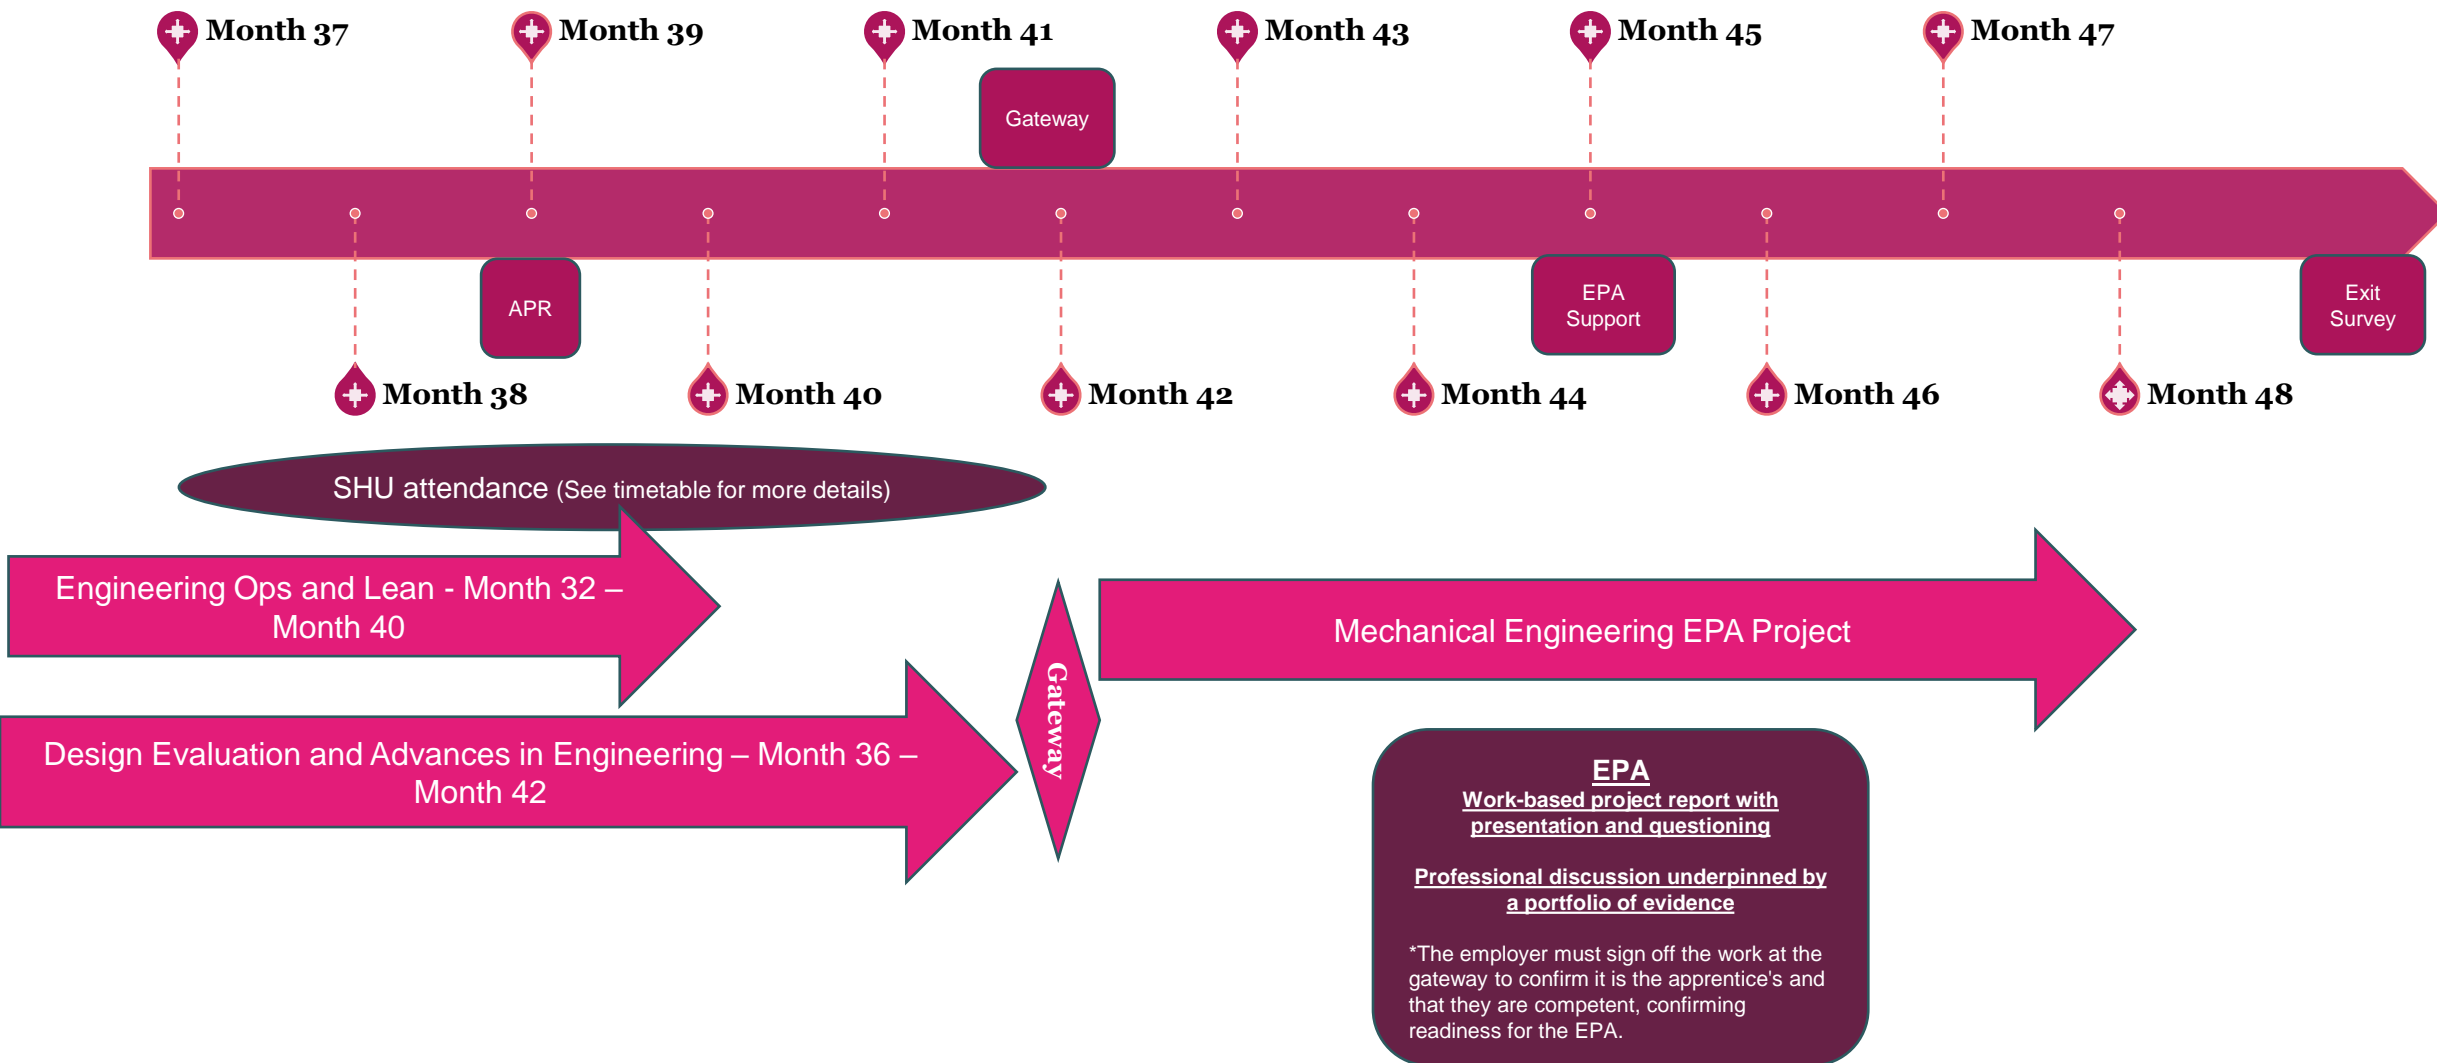 Month 37
Month 39
Month 41
Month 43
Month 45
Month 47
Gateway
APR
EPA
Support
Exit
Survey
Month 38
Month 40
Month 42
Month 44
Month 46
Month 48
SHU attendance (See timetable for more details)
Engineering Ops and Lean - Month 32 –
Month 40
Mechanical Engineering EPA Project
Gateway
Design Evaluation and Advances in Engineering – Month 36 –
Month 42
EPA
Work-based project report with
presentation and questioning
Professional discussion underpinned by
a portfolio of evidence
*The employer must sign off the work at the
gateway to confirm it is the apprentice's and
that they are competent, confirming
readiness for the EPA.